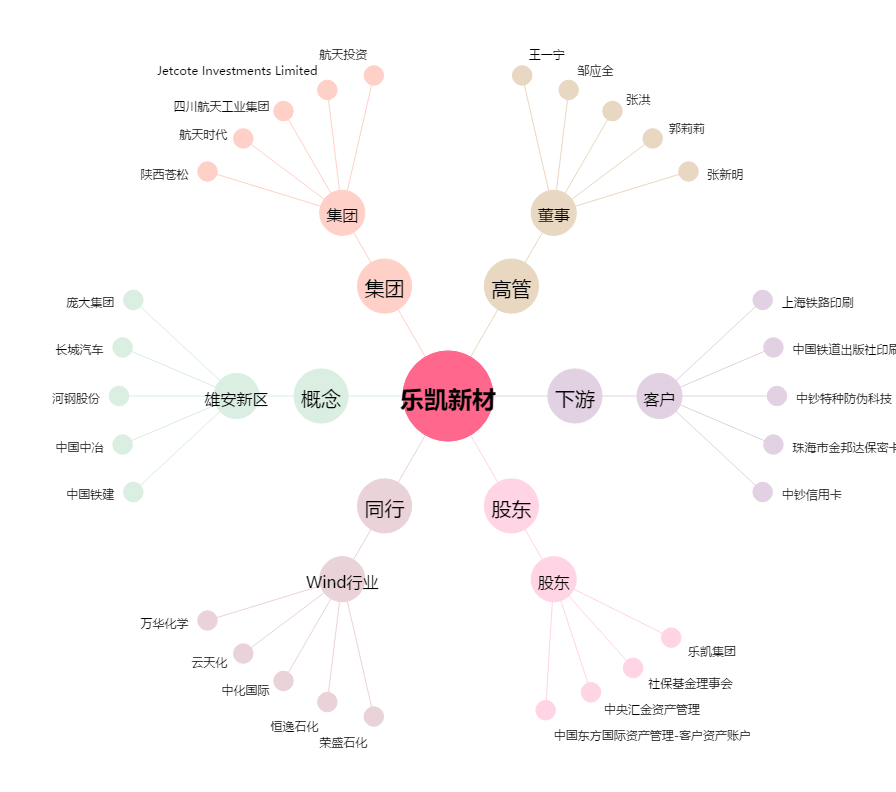 航天投资
Jetcote Investments Limited
四川航天工业集团
航天时代
陕西苍松
集团
集团
王一宁
邹应全
张洪
郭莉莉
张新明
董事
高管
庞大集团
长城汽车
河钢股份
中国中冶
中国铁建
雄安新区
概念
乐凯新材
下游
客户
上海铁路印刷
中国铁道出版社印刷
中钞特种防伪科技
珠海市金邦达保密卡
中钞信用卡
同行
Wind行业
万华化学
云天化
中化国际
恒逸石化
荣盛石化
股东
股东
乐凯集团
社保基金理事会
中央汇金资产管理
中国东方国际资产管理-客户资产账户